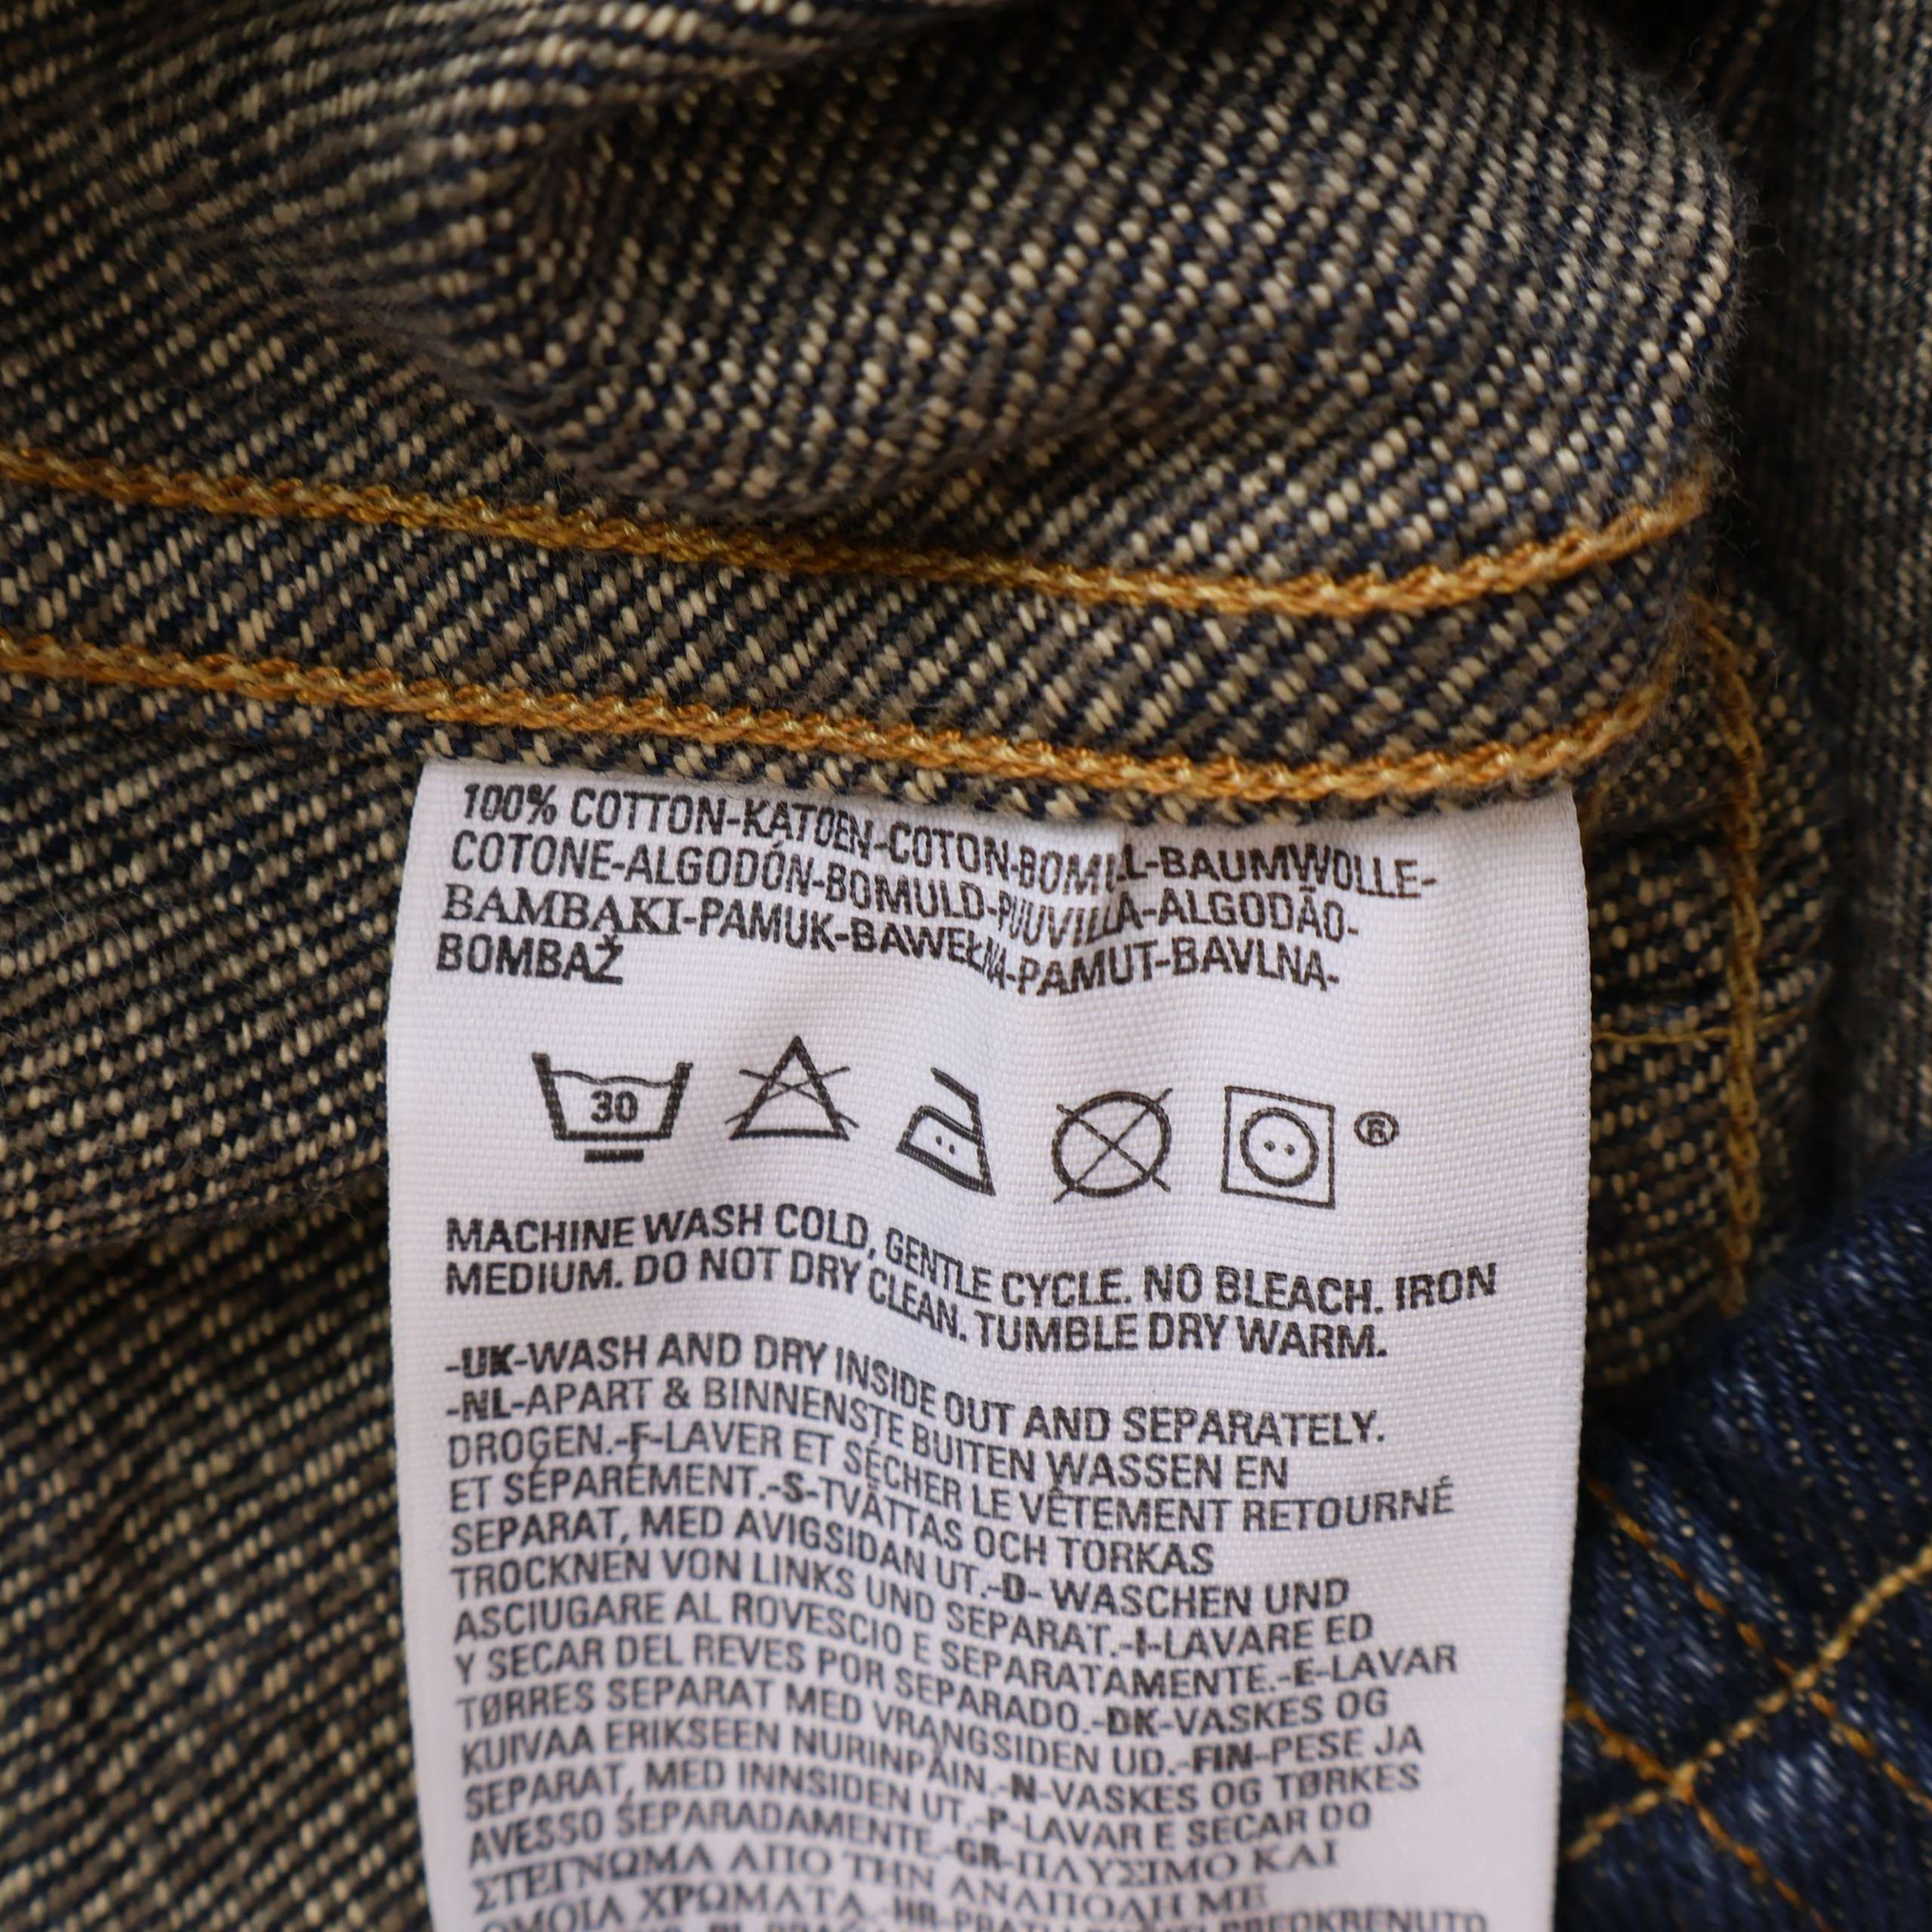 100% COTTON-KATOEN-COTON-BOMULL-BAUMWOLLE-
COTONE-ALGODÓN-BOMULD-PUUVILLA-ALGODÃO-
BAMBAKI-PAMUK-BAWEŁNA-PAMUT-BAVLNA-
BOMBAŽ
30
®
MACHINE WASH COLD, GENTLE CYCLE. NO BLEACH. IRON
MEDIUM. DO NOT DRY CLEAN. TUMBLE DRY WARM.
-UK-WASH AND DRY INSIDE OUT AND SEPARATELY.
-NL-APART & BINNENSTE BUITEN WASSEN EN
DROGEN.-F-LAVER ET SÉCHER LE VÊTEMENT RETOURNÉ
ET SÉPARÉMENT.-S-TVÄTTAS OCH TORKAS
SEPARAT, MED AVIGSIDAN UT.-D- WASCHEN UND
TROCKNEN VON LINKS UND SEPARAT.-I-LAVARE ED
ASCIUGARE AL ROVESCIO E SEPARATAMENTE.-E-LAVAR
Y SECAR DEL REVES POR SEPARADO.-DK-VASKES OG
TØRRES SEPARAT MED VRANGSIDEN UD.-FIN-PESE JA
KUIVAA ERIKSEEN NURINPÄIN.-N-VASKES OG TØRKES
SEPARAT, MED INNSIDEN UT.-P-LAVAR E SECAR DO
AVESSO SEPARADAMENTE.-GR-ΠΛΥΣΙΜΟ ΚΑΙ
ΣΤΕΓΝΩΜΑ ΑΠΟ ΤΗΝ ΑΝΑΠΟΔΗ ΜΕ
ΟΜΟΙΑ ΧΡΩΜΑΤΑ.-HR-